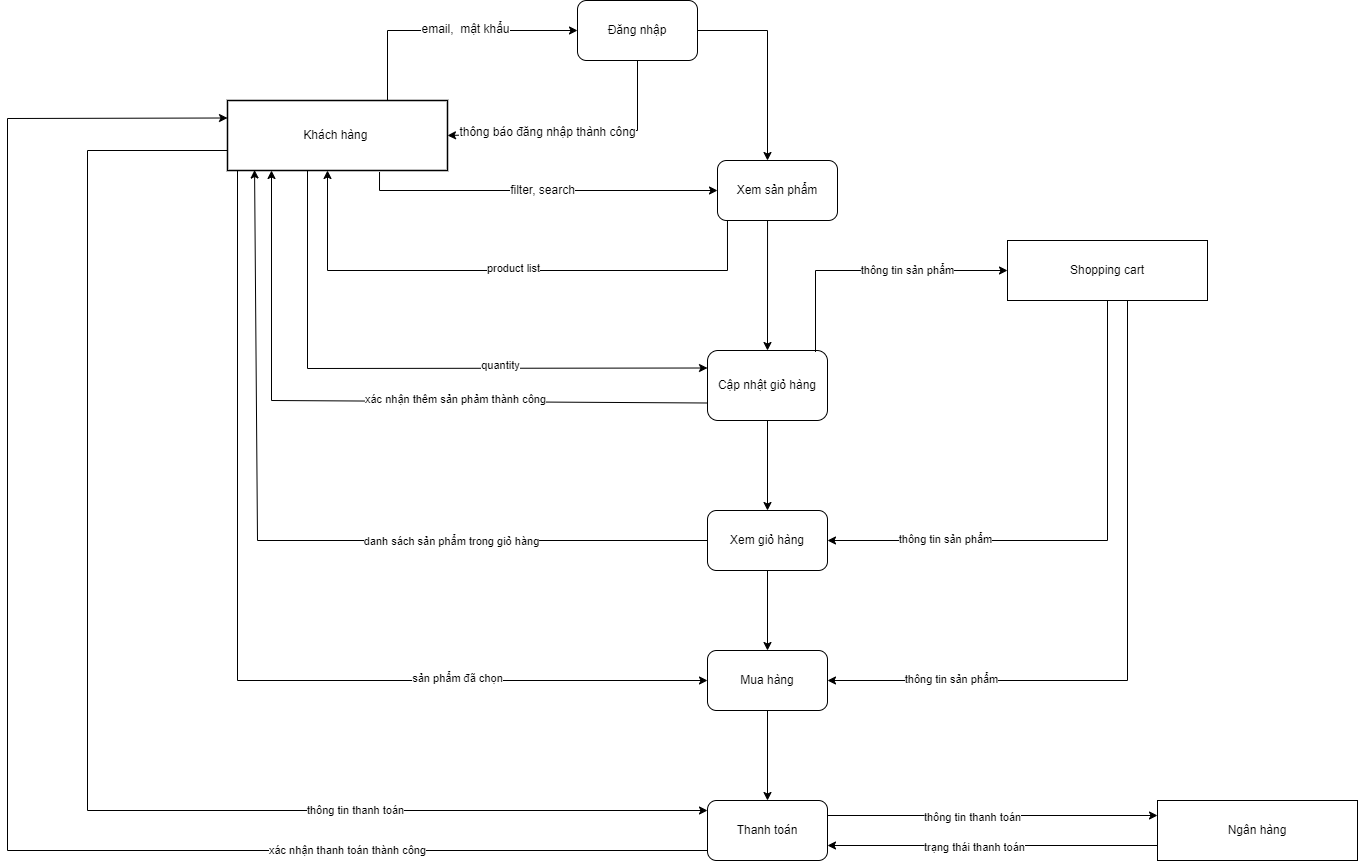 email,  mật khẩu
Đăng nhập
Khách hàng
thông báo đăng nhập thành công
filter, search
Xem sản phẩm
product list
thông tin sản phẩm
Shopping cart
quantity
Cập nhật giỏ hàng
xác nhận thêm sản phảm thành công
danh sách sản phẩm trong giỏ hàng
Xem giỏ hàng
thông tin sản phẩm
sản phẩm đã chọn
Mua hàng
thông tin sản phẩm
thông tin thanh toán
Thanh toán
thông tin thanh toán
Ngân hàng
xác nhận thanh toán thành công
trạng thái thanh toán